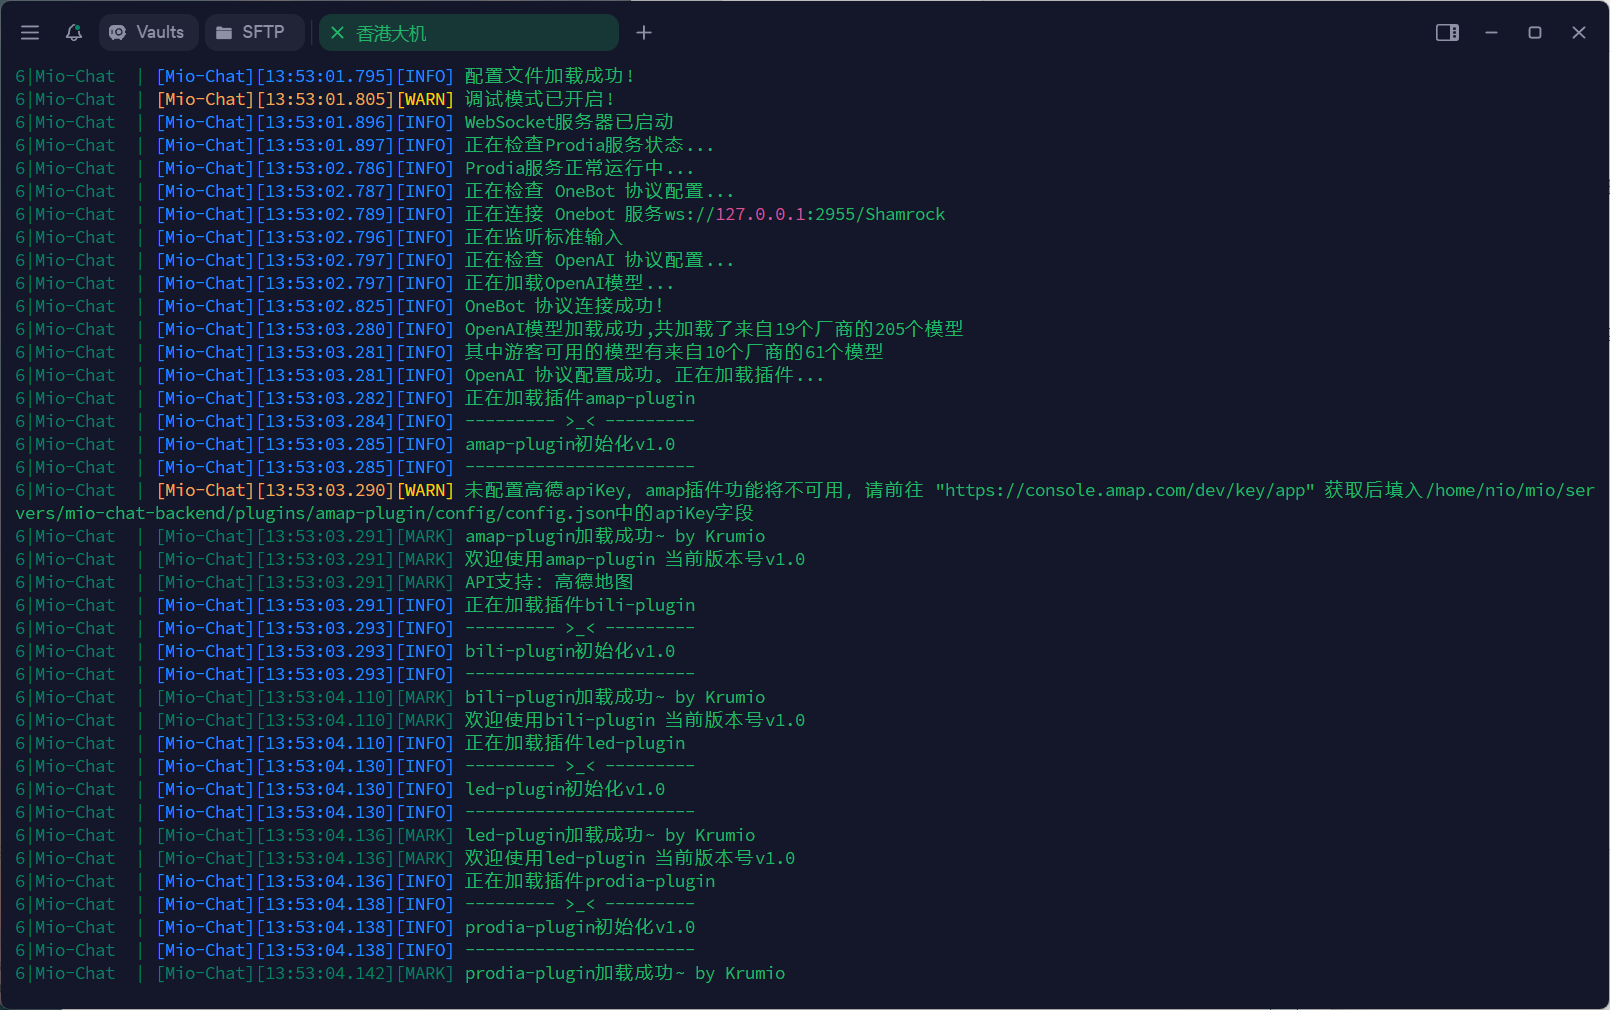 Vaults SFTP 香港大机
6|Mio-Chat  | [Mio-Chat][13:53:01.795][INFO] 配置文件加载成功！
6|Mio-Chat  | [Mio-Chat][13:53:01.805][WARN] 调试模式已开启！
6|Mio-Chat  | [Mio-Chat][13:53:01.896][INFO] WebSocket服务器已启动
6|Mio-Chat  | [Mio-Chat][13:53:01.897][INFO] 正在检查Prodia服务状态...
6|Mio-Chat  | [Mio-Chat][13:53:02.786][INFO] Prodia服务正常运行中...
6|Mio-Chat  | [Mio-Chat][13:53:02.787][INFO] 正在检查 OneBot 协议配置...
6|Mio-Chat  | [Mio-Chat][13:53:02.789][INFO] 正在连接 Onebot 服务ws://127.0.0.1:2955/Shamrock
6|Mio-Chat  | [Mio-Chat][13:53:02.796][INFO] 正在监听标准输入
6|Mio-Chat  | [Mio-Chat][13:53:02.797][INFO] 正在检查 OpenAI 协议配置...
6|Mio-Chat  | [Mio-Chat][13:53:02.797][INFO] 正在加载OpenAI模型...
6|Mio-Chat  | [Mio-Chat][13:53:02.825][INFO] OneBot 协议连接成功！
6|Mio-Chat  | [Mio-Chat][13:53:03.280][INFO] OpenAI模型加载成功,共加载了来自19个厂商的205个模型
6|Mio-Chat  | [Mio-Chat][13:53:03.281][INFO] 其中游客可用的模型有来自10个厂商的61个模型
6|Mio-Chat  | [Mio-Chat][13:53:03.281][INFO] OpenAI 协议配置成功。正在加载插件...
6|Mio-Chat  | [Mio-Chat][13:53:03.282][INFO] 正在加载插件amap-plugin
6|Mio-Chat  | [Mio-Chat][13:53:03.284][INFO] --------- >_< ---------
6|Mio-Chat  | [Mio-Chat][13:53:03.285][INFO] amap-plugin初始化v1.0
6|Mio-Chat  | [Mio-Chat][13:53:03.285][INFO] -----------------------
6|Mio-Chat  | [Mio-Chat][13:53:03.290][WARN] 未配置高德apiKey，amap插件功能将不可用，请前往 "https://console.amap.com/dev/key/app" 获取后填入/home/nio/mio/ser
vers/mio-chat-backend/plugins/amap-plugin/config/config.json中的apiKey字段
6|Mio-Chat  | [Mio-Chat][13:53:03.291][MARK] amap-plugin加载成功~ by Krumio
6|Mio-Chat  | [Mio-Chat][13:53:03.291][MARK] 欢迎使用amap-plugin 当前版本号v1.0
6|Mio-Chat  | [Mio-Chat][13:53:03.291][MARK] API支持：高德地图
6|Mio-Chat  | [Mio-Chat][13:53:03.291][INFO] 正在加载插件bili-plugin
6|Mio-Chat  | [Mio-Chat][13:53:03.293][INFO] --------- >_< ---------
6|Mio-Chat  | [Mio-Chat][13:53:03.293][INFO] bili-plugin初始化v1.0
6|Mio-Chat  | [Mio-Chat][13:53:03.293][INFO] -----------------------
6|Mio-Chat  | [Mio-Chat][13:53:04.110][MARK] bili-plugin加载成功~ by Krumio
6|Mio-Chat  | [Mio-Chat][13:53:04.110][MARK] 欢迎使用bili-plugin 当前版本号v1.0
6|Mio-Chat  | [Mio-Chat][13:53:04.110][INFO] 正在加载插件led-plugin
6|Mio-Chat  | [Mio-Chat][13:53:04.130][INFO] --------- >_< ---------
6|Mio-Chat  | [Mio-Chat][13:53:04.130][INFO] led-plugin初始化v1.0
6|Mio-Chat  | [Mio-Chat][13:53:04.130][INFO] -----------------------
6|Mio-Chat  | [Mio-Chat][13:53:04.136][MARK] led-plugin加载成功~ by Krumio
6|Mio-Chat  | [Mio-Chat][13:53:04.136][MARK] 欢迎使用led-plugin 当前版本号v1.0
6|Mio-Chat  | [Mio-Chat][13:53:04.136][INFO] 正在加载插件prodia-plugin
6|Mio-Chat  | [Mio-Chat][13:53:04.138][INFO] --------- >_< ---------
6|Mio-Chat  | [Mio-Chat][13:53:04.138][INFO] prodia-plugin初始化v1.0
6|Mio-Chat  | [Mio-Chat][13:53:04.138][INFO] -----------------------
6|Mio-Chat  | [Mio-Chat][13:53:04.142][MARK] prodia-plugin加载成功~ by Krumio